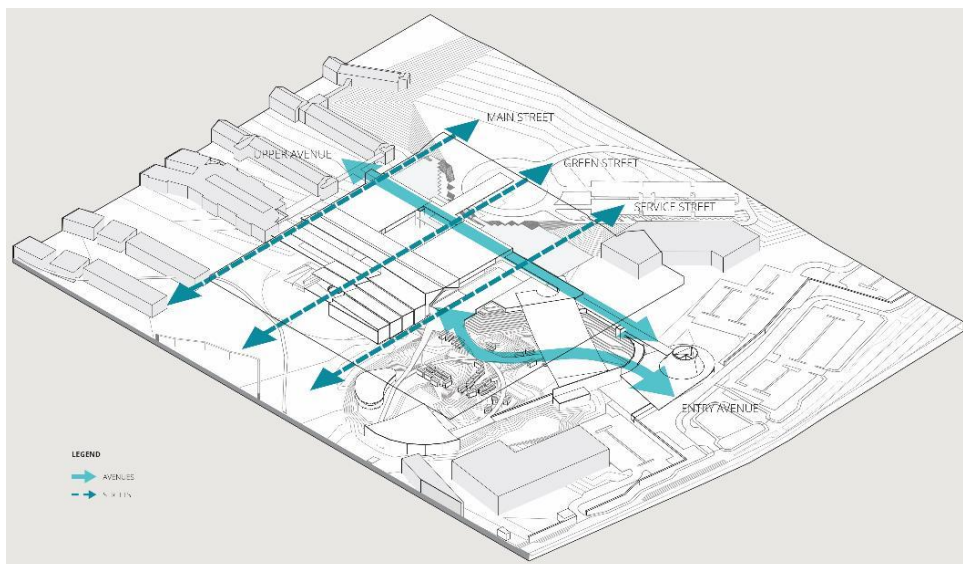 MAIN STREET
UPPER AVENUE
GREEN STREET
SERVICE STREET
ENTRY AVENUE
LEGEND
AVENUES